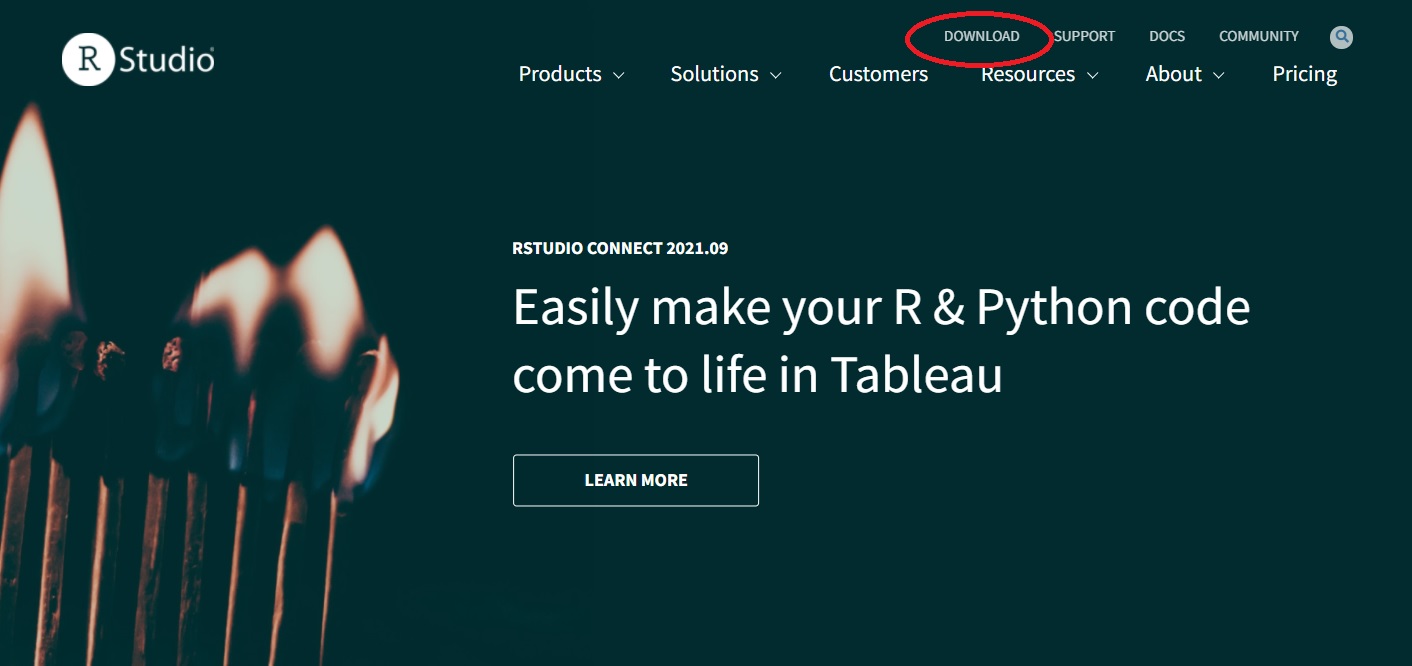 DOWNLOAD SUPPORT DOCS COMMUNITY
R Studio
Products Solutions Customers Resources About Pricing
RSTUDIO CONNECT 2021.09
Easily make your R & Python code
come to life in Tableau
LEARN MORE